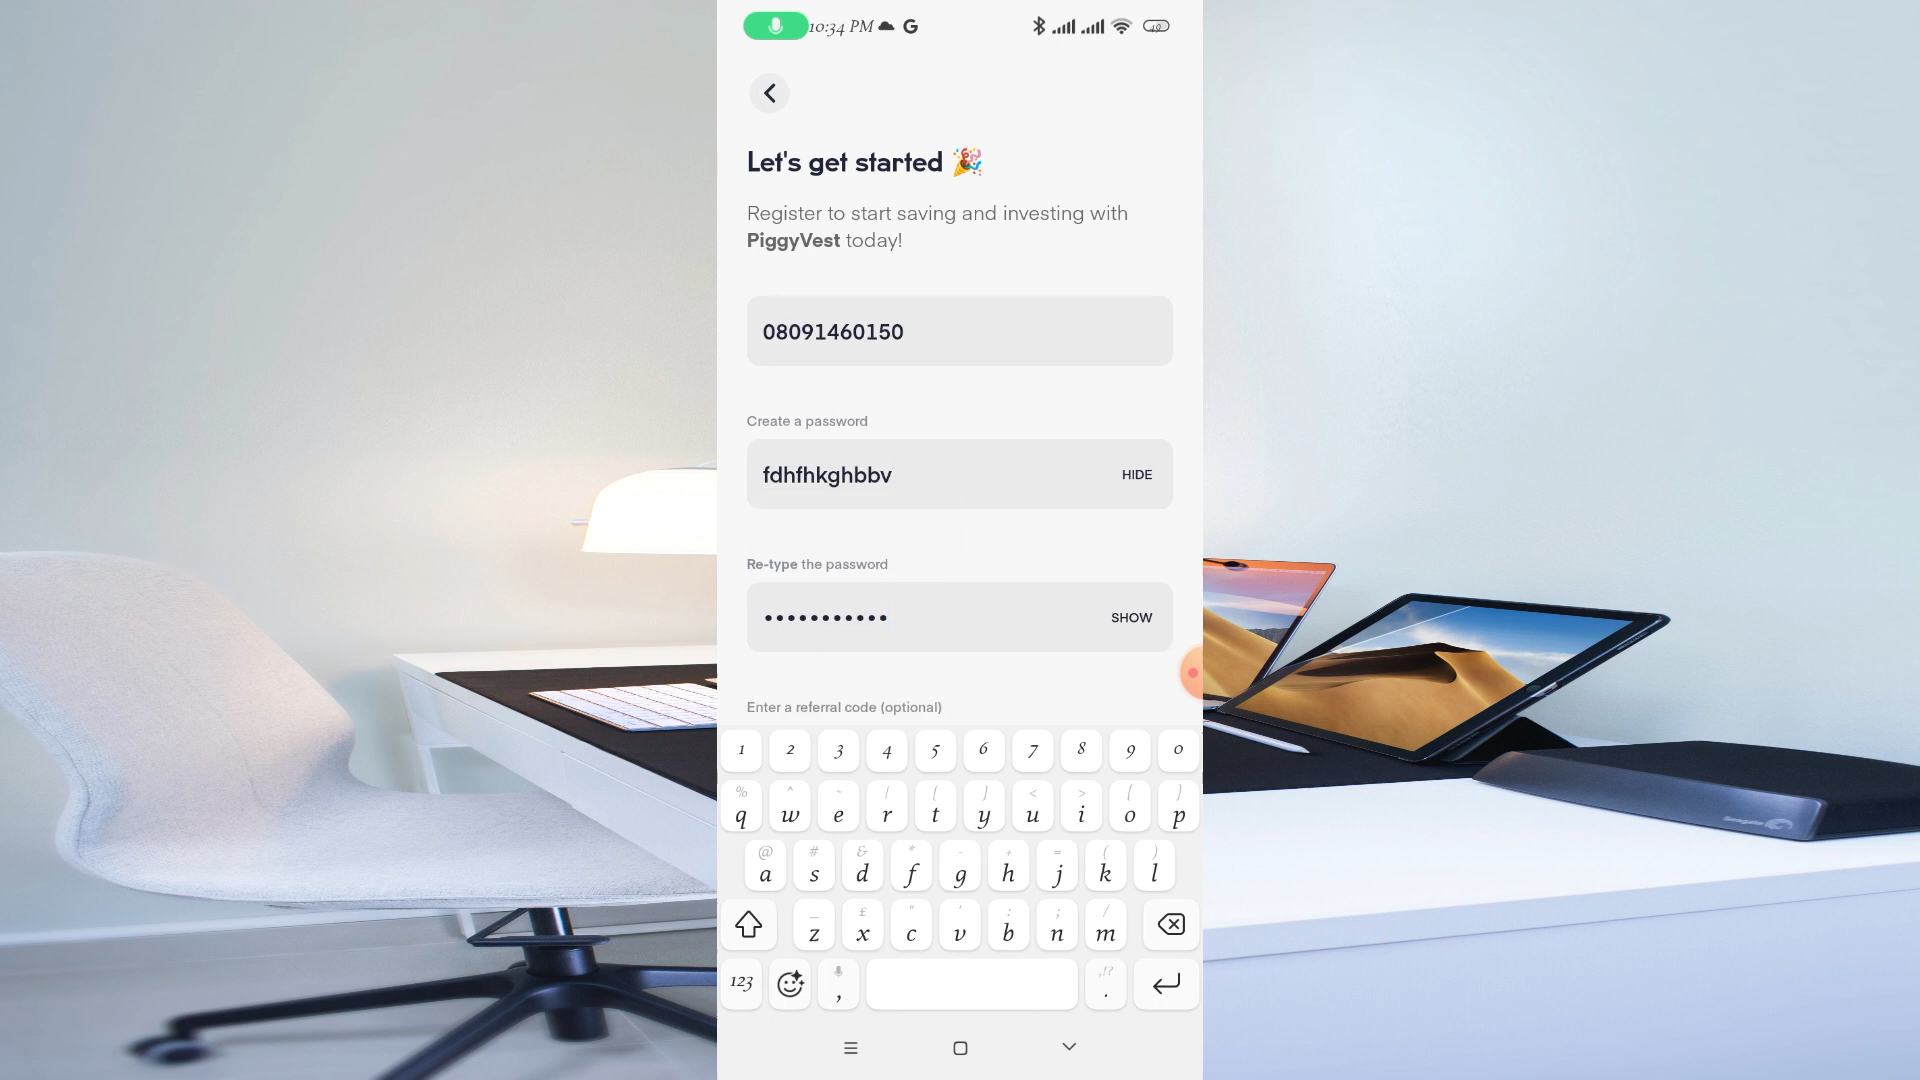 10:34 PM
49
Let's get started 🎉
Register to start saving and investing with
PiggyVest today!
08091460150
Create a password
fdhfhkghbbv HIDE
Re-type the password
••••••••••• SHOW
Enter a referral code (optional)
1 2 3 4 5 6 7 8 9 0
% ^ ~ | [ ] < > { }
q w e r t y u i o p
@ # & * - + = ( )
a s d f g h j k l
_ £ " ' : ; /
z x c v b n m
,!?
123 , .
Seagate